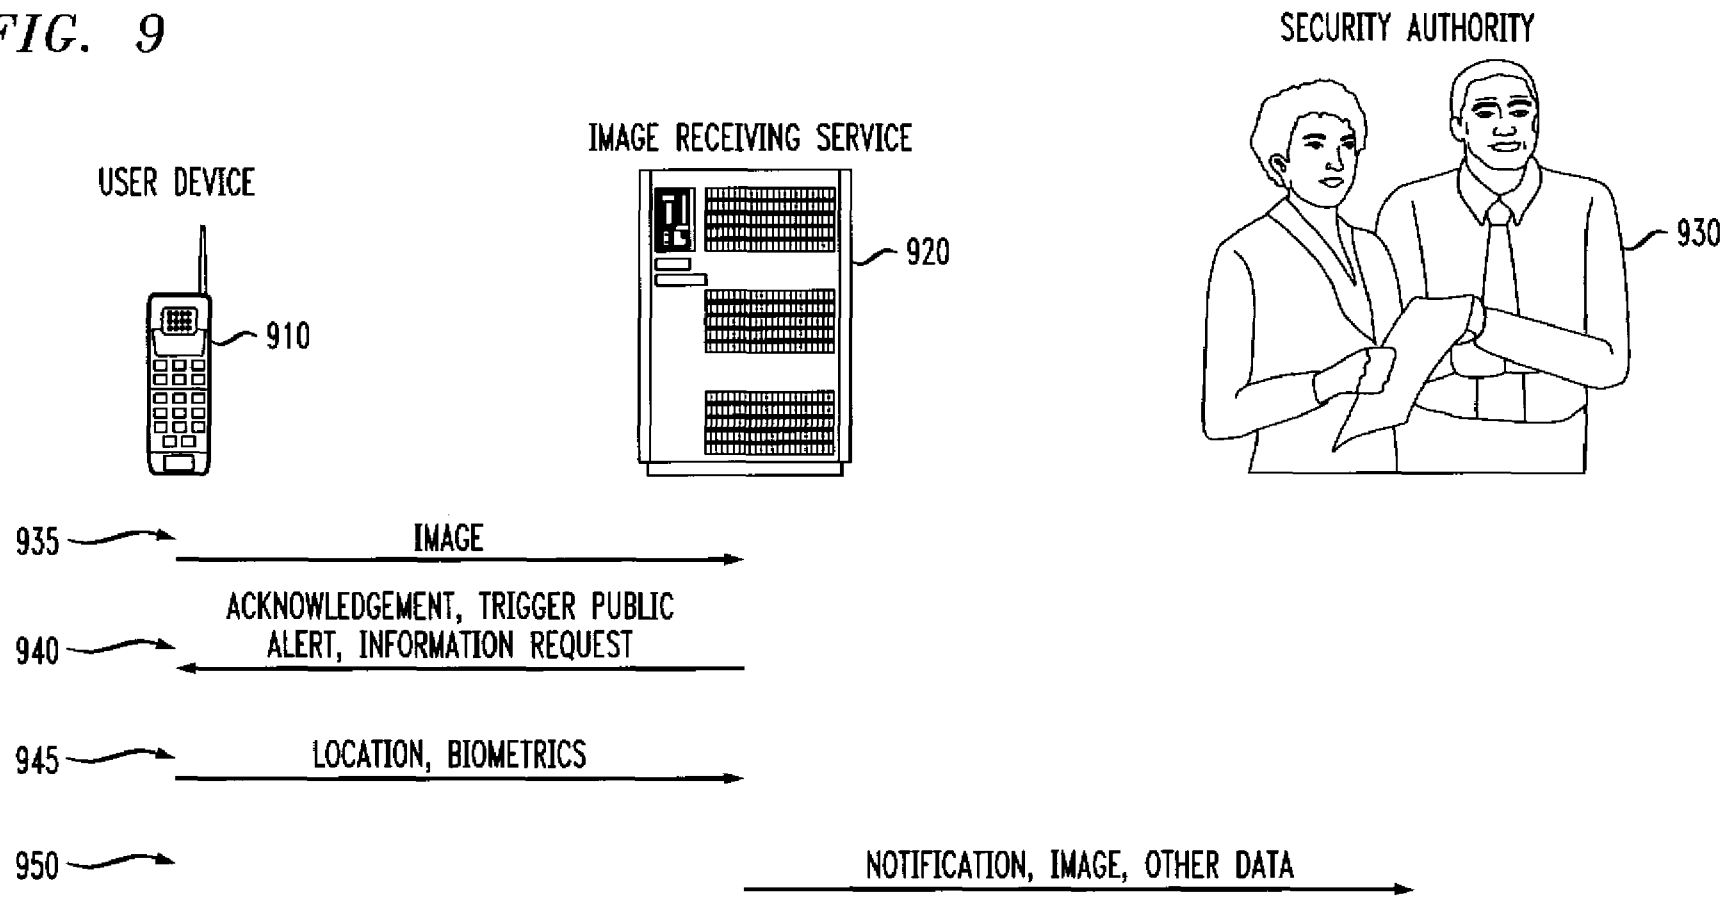 FIG. 9
SECURITY AUTHORITY
IMAGE RECEIVING SERVICE
USER DEVICE
910
920
930
935
IMAGE
ACKNOWLEDGEMENT, TRIGGER PUBLIC
ALERT, INFORMATION REQUEST
940
945
LOCATION, BIOMETRICS
950
NOTIFICATION, IMAGE, OTHER DATA